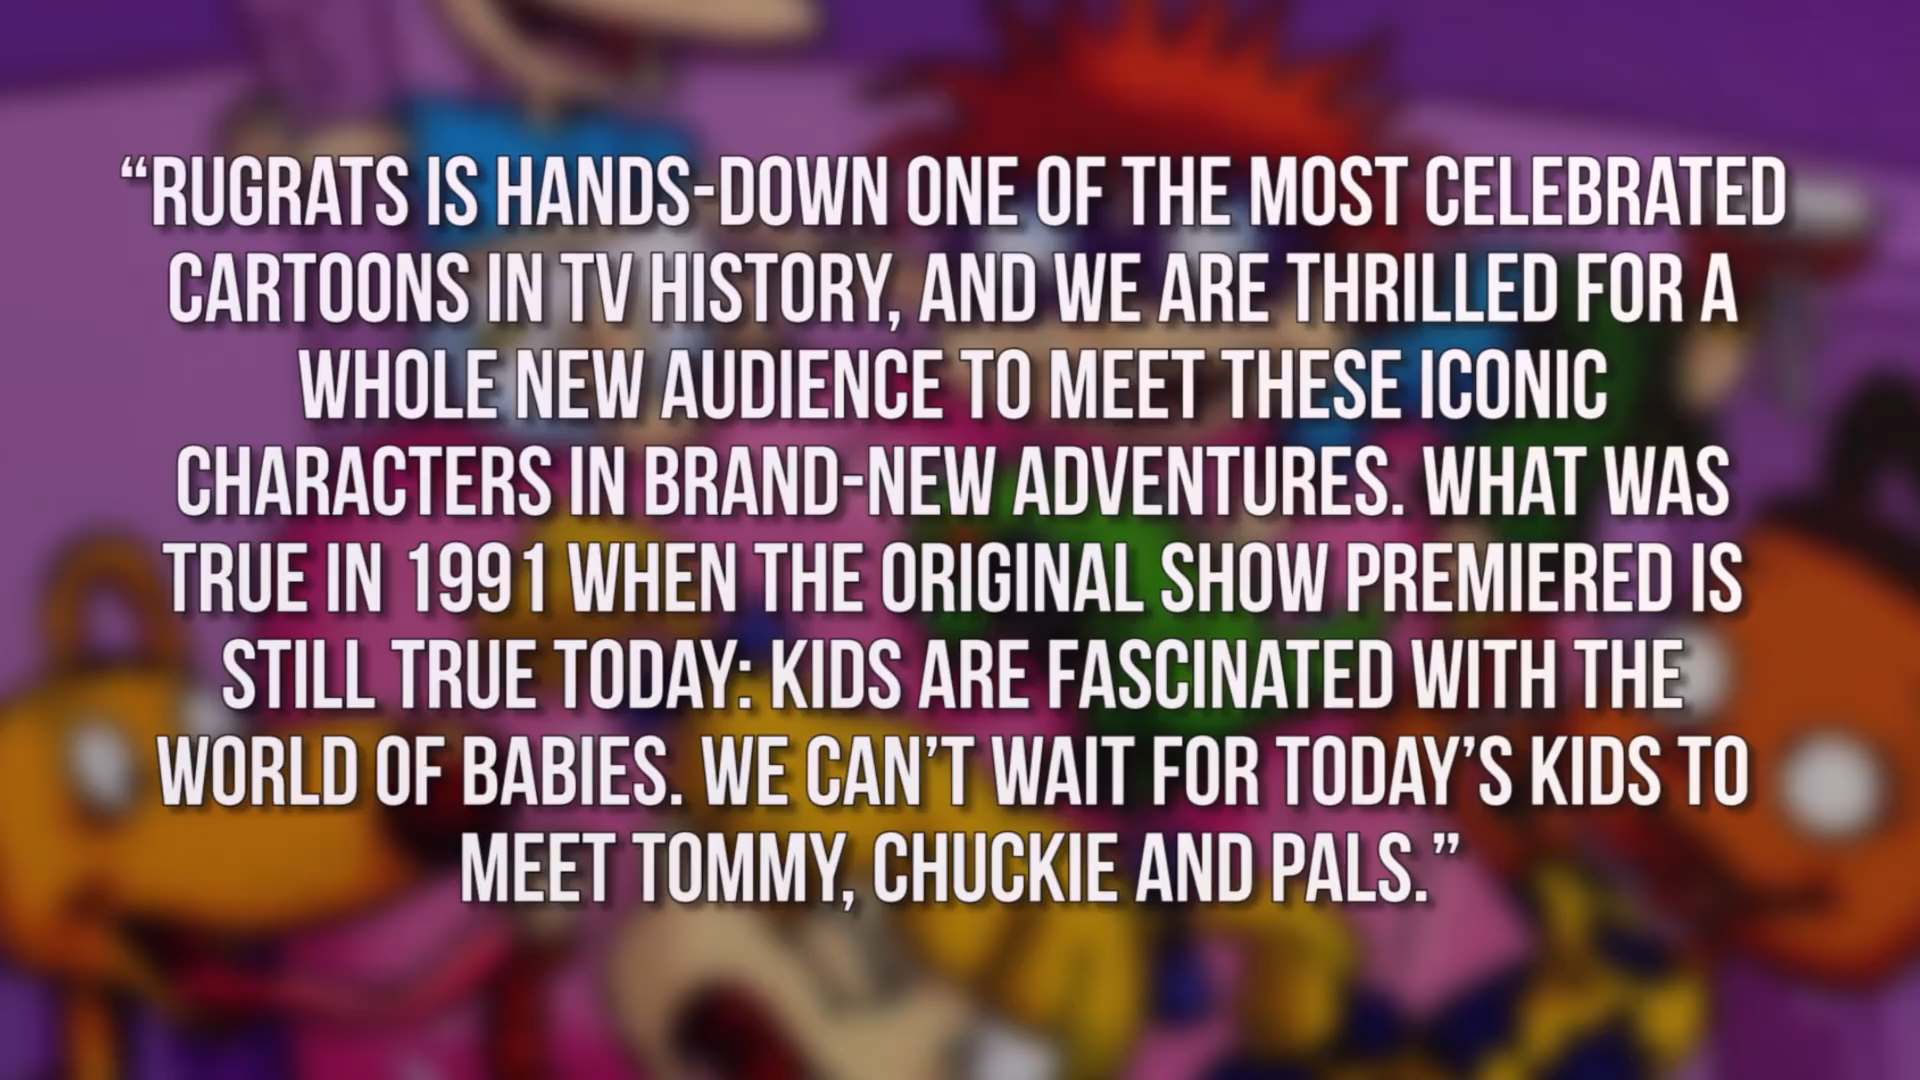 “RUGRATS IS HANDS-DOWN ONE OF THE MOST CELEBRATED
CARTOONS IN TV HISTORY, AND WE ARE THRILLED FOR A
WHOLE NEW AUDIENCE TO MEET THESE ICONIC
CHARACTERS IN BRAND-NEW ADVENTURES. WHAT WAS
TRUE IN 1991 WHEN THE ORIGINAL SHOW PREMIERED IS
STILL TRUE TODAY: KIDS ARE FASCINATED WITH THE
WORLD OF BABIES. WE CAN’T WAIT FOR TODAY’S KIDS TO
MEET TOMMY, CHUCKIE AND PALS.”